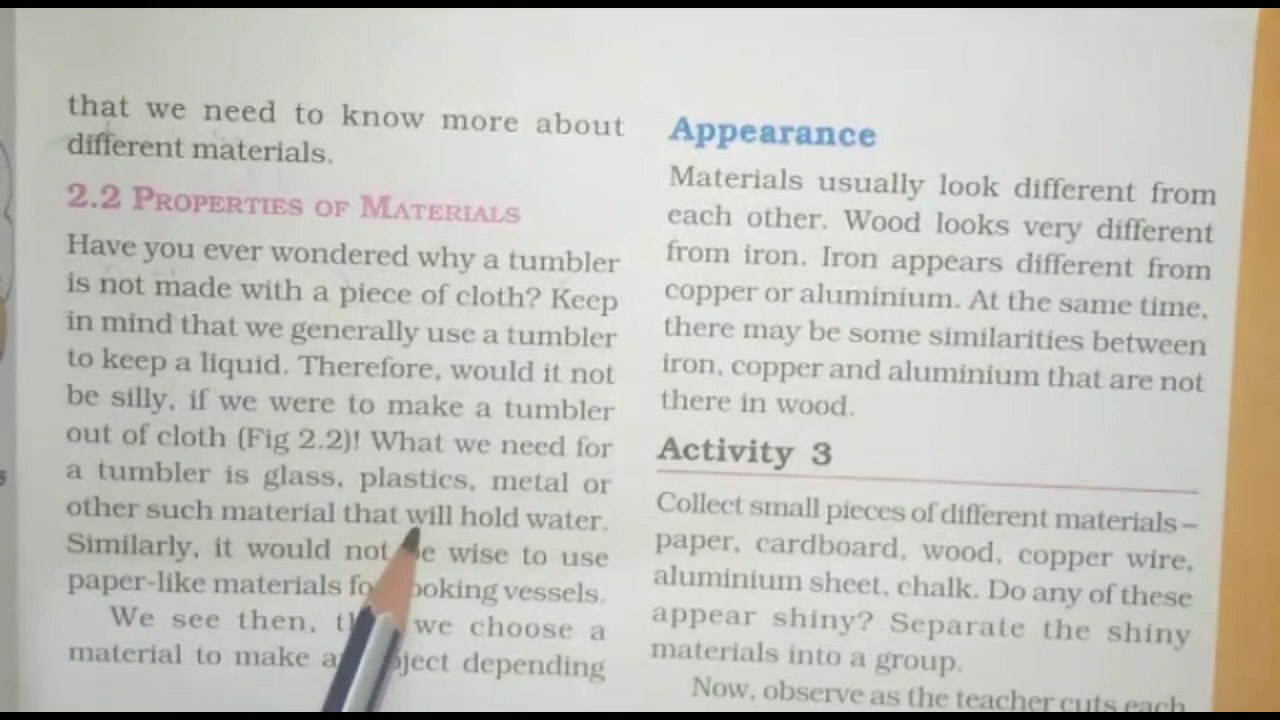 that we need to know more about
different materials.
2.2 PROPERTIES OF MATERIALS
Have you ever wondered why a tumbler
is not made with a piece of cloth? Keep
in mind that we generally use a tumbler
to keep a liquid. Therefore, would it not
be silly, if we were to make a tumbler
out of cloth (Fig 2.2)! What we need for
a tumbler is glass, plastics, metal or
other such material that will hold water.
Similarly, it would not be wise to use
paper-like materials for cooking vessels.
We see then, that we choose a
material to make an object depending
Appearance
Materials usually look different from
each other. Wood looks very different
from iron. Iron appears different from
copper or aluminium. At the same time,
there may be some similarities between
iron, copper and aluminium that are not
there in wood.
Activity 3
Collect small pieces of different materials –
paper, cardboard, wood, copper wire,
aluminium sheet, chalk. Do any of these
appear shiny? Separate the shiny
materials into a group.
Now, observe as the teacher cuts each